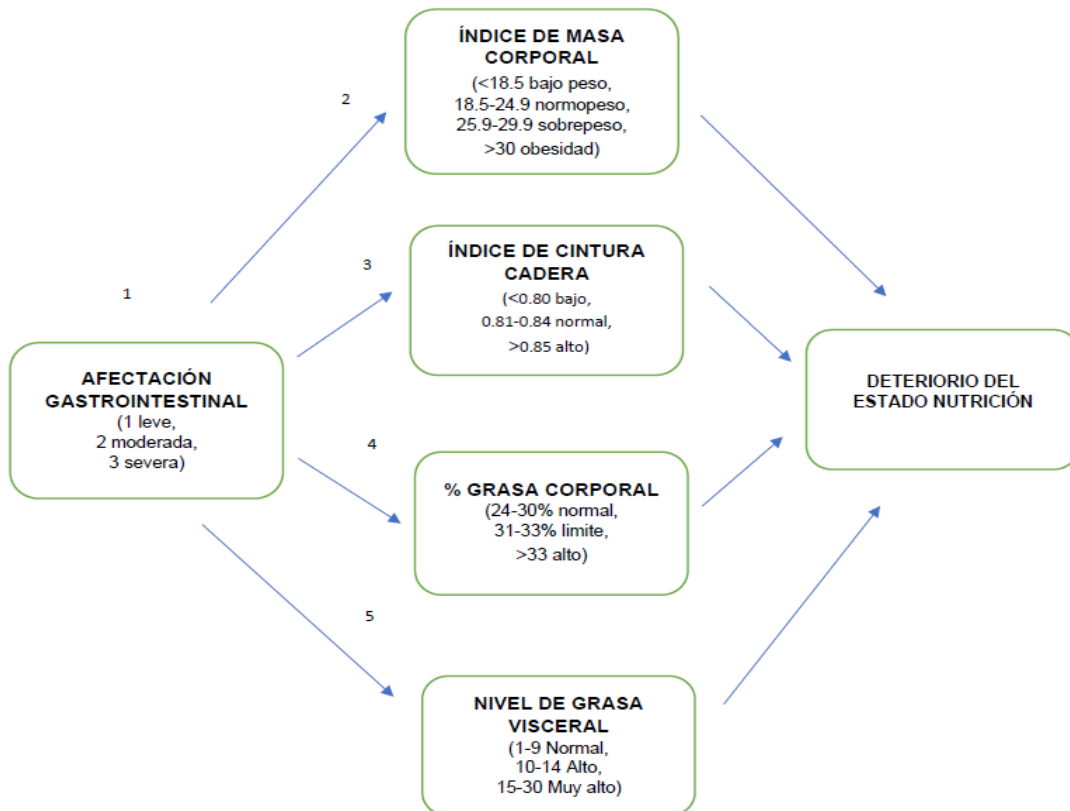 ÍNDICE DE MASA
CORPORAL
(<18.5 bajo peso,
18.5-24.9 normopeso,
25.9-29.9 sobrepeso,
>30 obesidad)
2
ÍNDICE DE CINTURA
CADERA
(<0.80 bajo,
0.81-0.84 normal,
>0.85 alto)
3
1
AFECTACIÓN
GASTROINTESTINAL
(1 leve,
2 moderada,
3 severa)
DETERIORO DEL
ESTADO NUTRICIÓN
4
% GRASA CORPORAL
(24-30% normal,
31-33% limite,
>33 alto)
5
NIVEL DE GRASA
VISCERAL
(1-9 Normal,
10-14 Alto,
15-30 Muy alto)